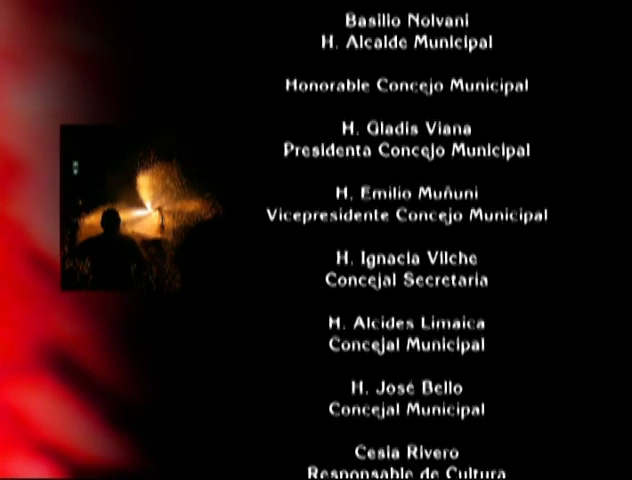 Basilio Nolvani
H. Alcalde Municipal
Honorable Concejo Municipal
H. Gladis Viana
Presidenta Concejo Municipal
H. Emilio Muñuni
Vicepresidente Concejo Municipal
H. Ignacia Vilche
Concejal Secretaria
H. Alcides Limaica
Concejal Municipal
H. José Bello
Concejal Municipal
Cesia Rivero
Responsable de Cultura